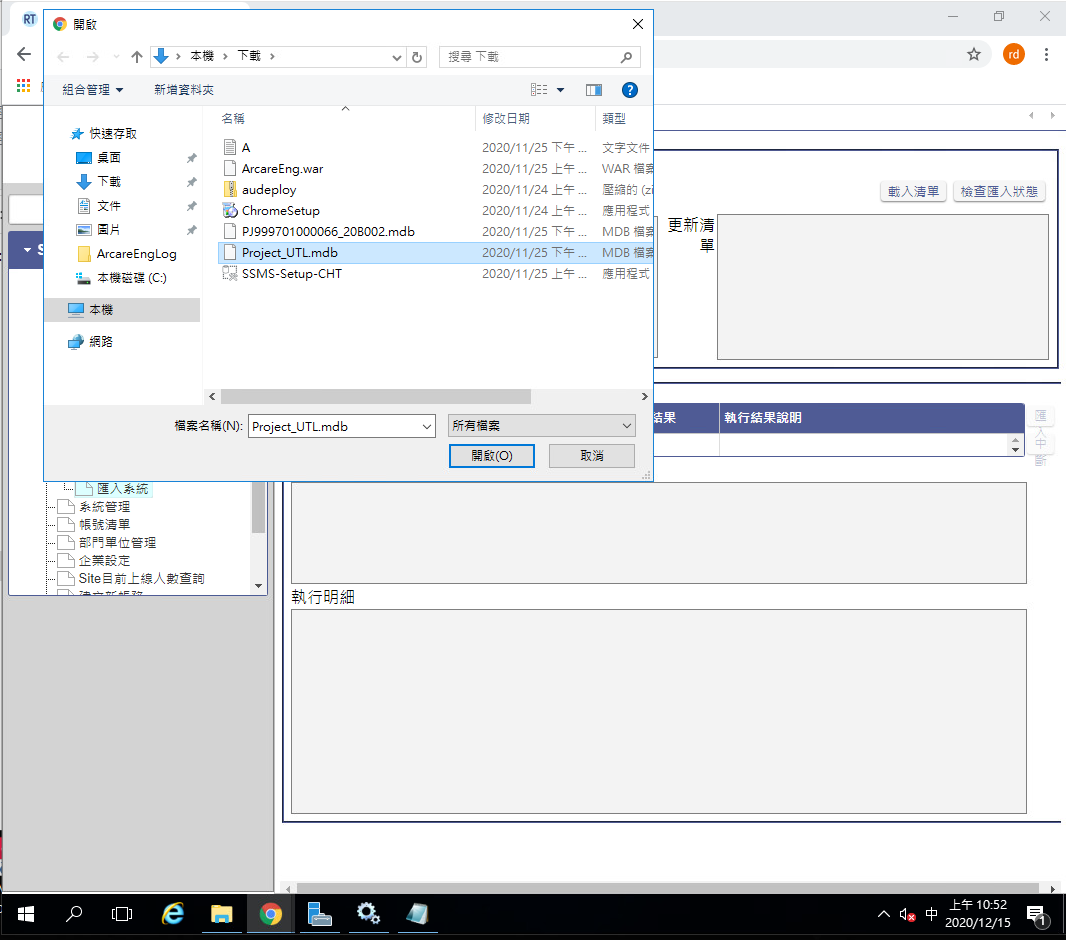 RT
開啟
rd
本機
下載
搜尋 下載
組合管理
新增資料夾
名稱
修改日期
類型
快速存取
桌面
下載
文件
圖片
ArcareEngLog
本機磁碟 (C:)
本機
網路
A 2020/11/25 下午 ... 文字文件
ArcareEng.war 2020/11/25 下午 ... WAR 檔案
audeploy 2020/11/24 上午 ... 壓縮的 (zi
ChromeSetup 2020/11/24 上午 ... 應用程式
PJ999701000066_20B002.mdb 2020/11/25 下午 ... MDB 檔案
Project_UTL.mdb 2020/11/25 下午 ... MDB 檔案
SSMS-Setup-CHT 2020/11/25 下午 ... 應用程式
檔案名稱(N):
Project_UTL.mdb
所有檔案
開啟(O)
取消
載入清單
檢查匯入狀態
更新清
單
S
結果
執行結果說明
匯
入
中
斷
匯入系統
系統管理
帳號清單
部門單位管理
企業設定
Site目前上線人數查詢
執行明細
中
上午 10:52
2020/12/15
1